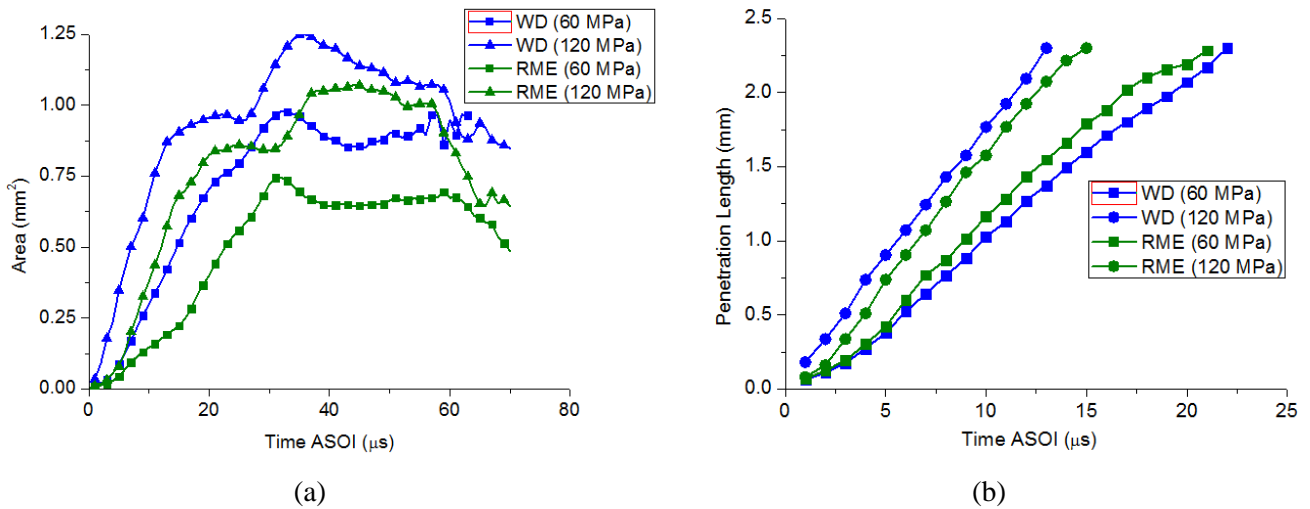 1.25
1.00
0.75
0.50
0.25
0.00
Area (mm²)
0
20
40
60
80
Time ASOI (μs)
WD (60 MPa)
WD (120 MPa)
RME (60 MPa)
RME (120 MPa)
(a)
2.5
2.0
1.5
1.0
0.5
0.0
Penetration Length (mm)
0
5
10
15
20
25
Time ASOI (μs)
WD (60 MPa)
WD (120 MPa)
RME (60 MPa)
RME (120 MPa)
(b)